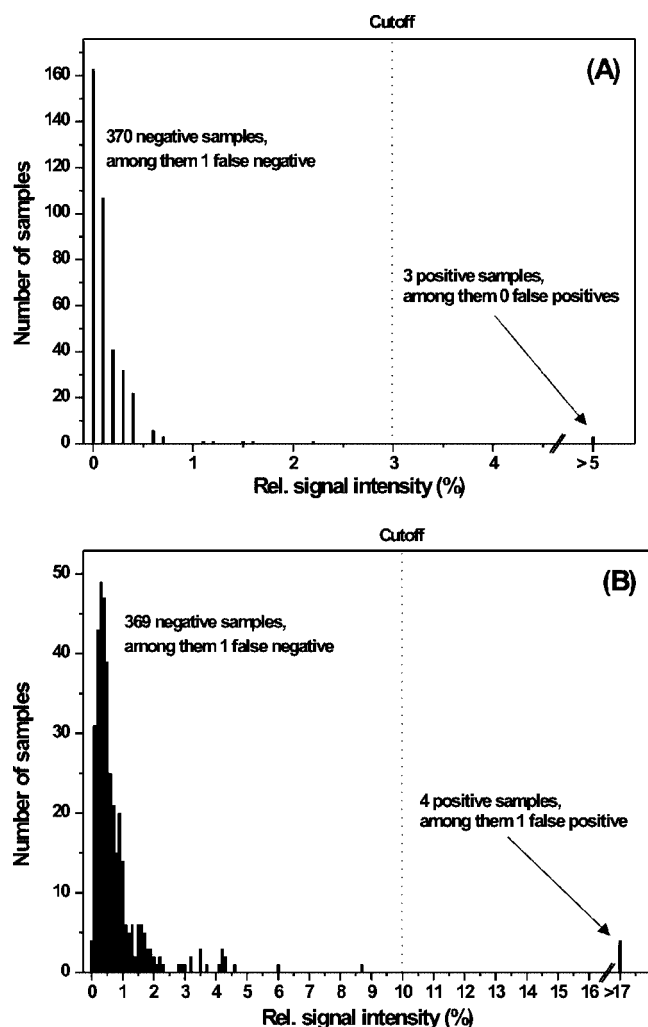 Cutoff
(A)
160
140
120
100
80
60
40
20
0
Number of samples
370 negative samples,
among them 1 false negative
3 positive samples,
among them 0 false positives
0 1 2 3 4 >5
Rel. signal intensity (%)
Cutoff
(B)
50
40
30
20
10
0
Number of samples
369 negative samples,
among them 1 false negative
4 positive samples,
among them 1 false positive
0 1 2 3 4 5 6 7 8 9 10 11 12 13 14 15 16 >17
Rel. signal intensity (%)